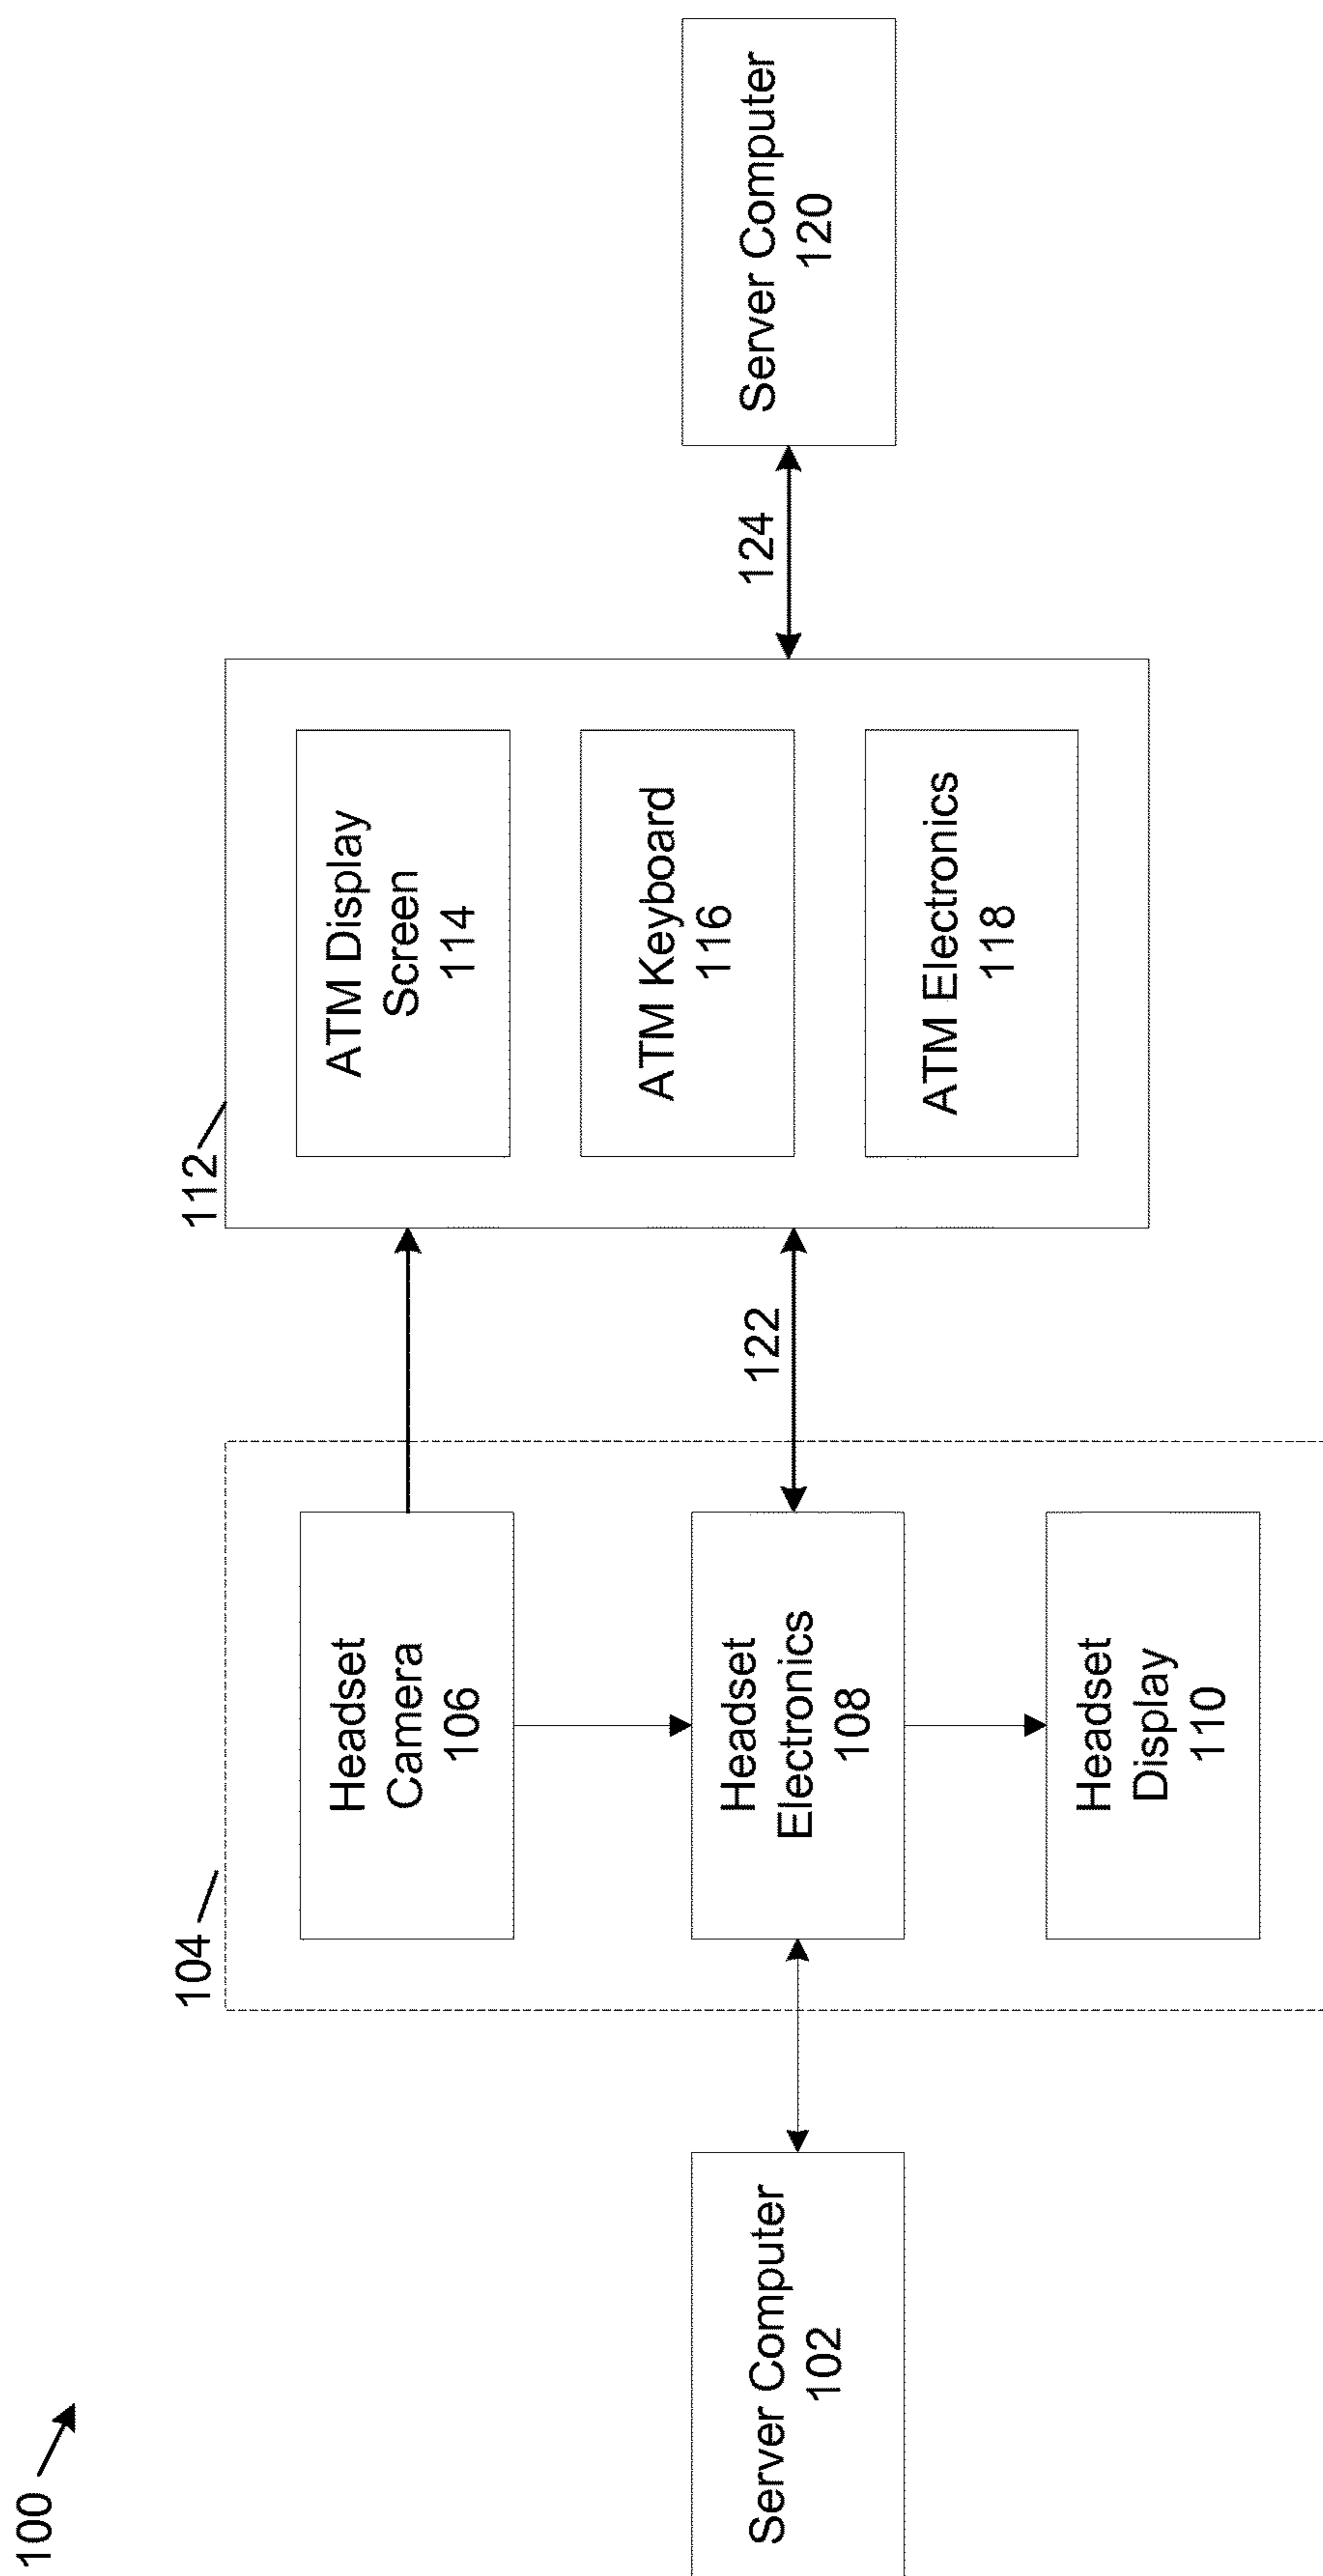 100
104
112
Headset
Camera
106
ATM Display
Screen
114
Server Computer
102
Headset
Electronics
108
122
ATM Keyboard
116
124
Server Computer
120
Headset
Display
110
ATM Electronics
118